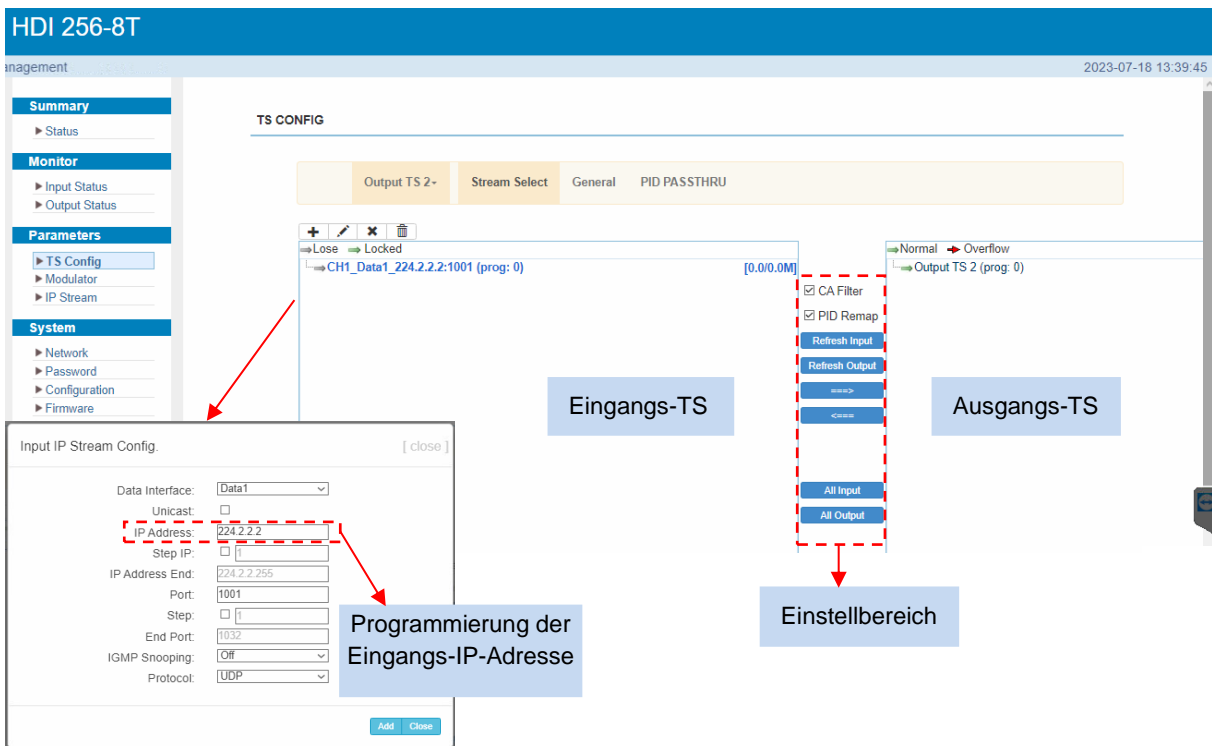 HDI 256-8T
anagement
2023-07-18 13:39:45
Summary
Status
Monitor
Input Status
Output Status
Parameters
TS Config
Modulator
IP Stream
System
Network
Password
Configuration
Firmware
TS CONFIG
Output TS 2 Stream Select General PID PASSTHRU
Lose Locked
CH1_Data1_224.2.2.2:1001 (prog: 0) [0.0/0.0M]
Normal Overflow
Output TS 2 (prog: 0)
CA Filter
PID Remap
Refresh Input
Refresh Output
===>
<===
All Input
All Output
Eingangs-TS
Ausgangs-TS
Einstellbereich
Input IP Stream Config. [ close ]
Data Interface: Data1
Unicast:
IP Address: 224.2.2.2
Step IP: 1
IP Address End: 224.2.2.255
Port: 1001
Step: 1
End Port: 1032
IGMP Snooping: Off
Protocol: UDP
Add Close
Programmierung der
Eingangs-IP-Adresse